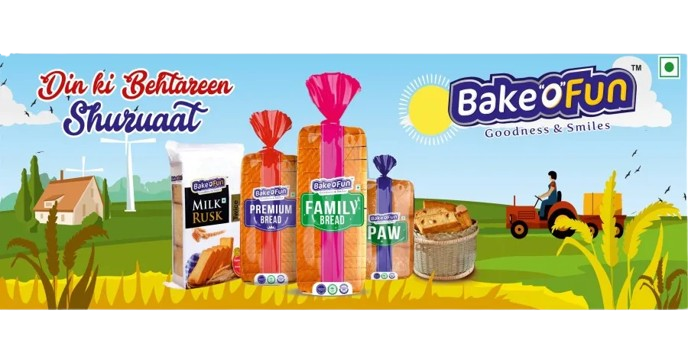 Din ki Behtareen
Shuruaat
Bake"O"Fun
TM
Goodness & Smiles
Bake"O"Fun
MILK
RUSK
Bake"O"Fun
PREMIUM
BREAD
Bake"O"Fun
FAMILY
BREAD
Bake"O"Fun
PAW